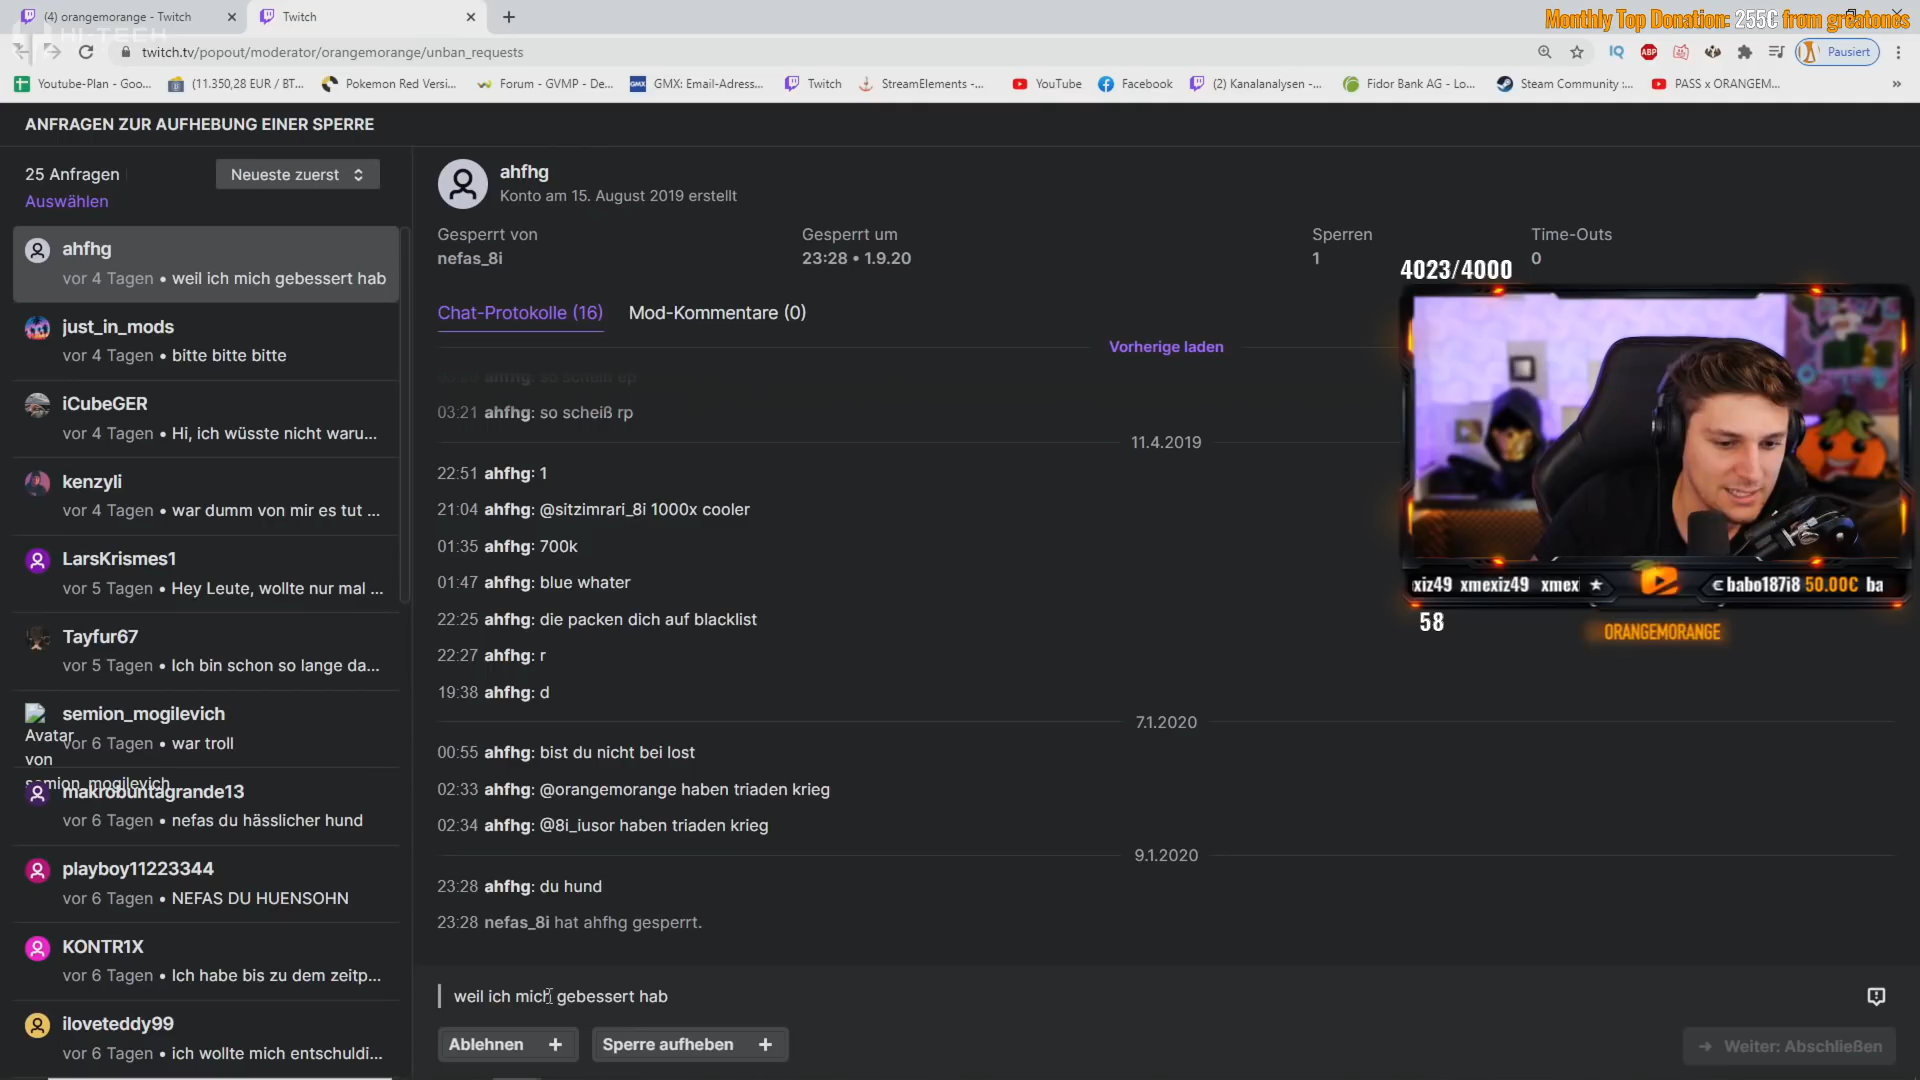 (4) orangemorange - Twitch
Twitch
Monthly Top Donation: 255€ from greatones
HI-TECH
twitch.tv/popout/moderator/orangemorange/unban_requests
IQ
ABP
Pausiert
Youtube-Plan - Goo...
(11.350,28 EUR / BT...
Pokemon Red Versi...
Forum - GVMP - De...
GMX
GMX: Email-Adress...
Twitch
StreamElements -...
YouTube
Facebook
(2) Kanalanalysen -...
Fidor Bank AG - Lo...
Steam Community :...
PASS x ORANGEM...
ANFRAGEN ZUR AUFHEBUNG EINER SPERRE
25 Anfragen
Neueste zuerst
Auswählen
ahfhg
vor 4 Tagen • weil ich mich gebessert hab
just_in_mods
vor 4 Tagen • bitte bitte bitte
iCubeGER
vor 4 Tagen • Hi, ich wüsste nicht waru...
kenzyli
vor 4 Tagen • war dumm von mir es tut ...
LarsKrismes1
vor 5 Tagen • Hey Leute, wollte nur mal ...
Tayfur67
vor 5 Tagen • Ich bin schon so lange da...
semion_mogilevich
Avatar
vor 6 Tagen • war troll
von
semion_mogilevich
makrobuntagrande13
vor 6 Tagen • nefas du hässlicher hund
playboy11223344
vor 6 Tagen • NEFAS DU HUENSOHN
KONTR1X
vor 6 Tagen • Ich habe bis zu dem zeitp...
iloveteddy99
vor 6 Tagen • ich wollte mich entschuldi...
ahfhg
Konto am 15. August 2019 erstellt
Gesperrt von
nefas_8i
Gesperrt um
23:28 • 1.9.20
Sperren
1
Time-Outs
0
Chat-Protokolle (16)
Mod-Kommentare (0)
Vorherige laden
03:21 ahfhg: so scheiß rp
11.4.2019
22:51 ahfhg: 1
21:04 ahfhg: @sitzimrari_8i 1000x cooler
01:35 ahfhg: 700k
01:47 ahfhg: blue whater
22:25 ahfhg: die packen dich auf blacklist
22:27 ahfhg: r
19:38 ahfhg: d
7.1.2020
00:55 ahfhg: bist du nicht bei lost
02:33 ahfhg: @orangemorange haben triaden krieg
02:34 ahfhg: @8i_iusor haben triaden krieg
9.1.2020
23:28 ahfhg: du hund
23:28 nefas_8i hat ahfhg gesperrt.
weil ich mich gebessert hab
Ablehnen
Sperre aufheben
Weiter: Abschließen
4023/4000
xiz49 xmexiz49 xmexi
babo187i8 50.00€ ba
58
ORANGEMORANGE